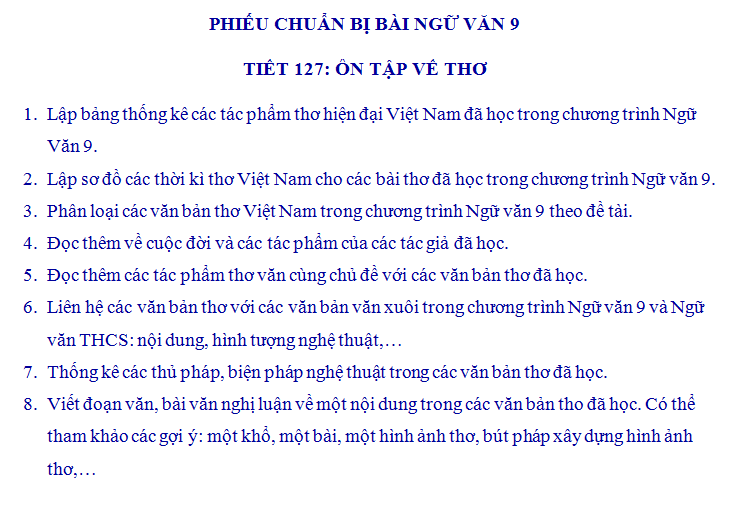 PHIẾU CHUẨN BỊ BÀI NGỮ VĂN 9
TIẾT 127: ÔN TẬP VỀ THƠ
1. Lập bảng thống kê các tác phẩm thơ hiện đại Việt Nam đã học trong chương trình Ngữ
Văn 9.
2. Lập sơ đồ các thời kì thơ Việt Nam cho các bài thơ đã học trong chương trình Ngữ văn 9.
3. Phân loại các văn bản thơ Việt Nam trong chương trình Ngữ văn 9 theo đề tài.
4. Đọc thêm về cuộc đời và các tác phẩm của các tác giả đã học.
5. Đọc thêm các tác phẩm thơ văn cùng chủ đề với các văn bản thơ đã học.
6. Liên hệ các văn bản thơ với các văn bản văn xuôi trong chương trình Ngữ văn 9 và Ngữ
văn THCS: nội dung, hình tượng nghệ thuật,…
7. Thống kê các thủ pháp, biện pháp nghệ thuật trong các văn bản thơ đã học.
8. Viết đoạn văn, bài văn nghị luận về một nội dung trong các văn bản tho đã học. Có thể
tham khảo các gợi ý: một khổ, một bài, một hình ảnh thơ, bút pháp xây dựng hình ảnh
thơ,…